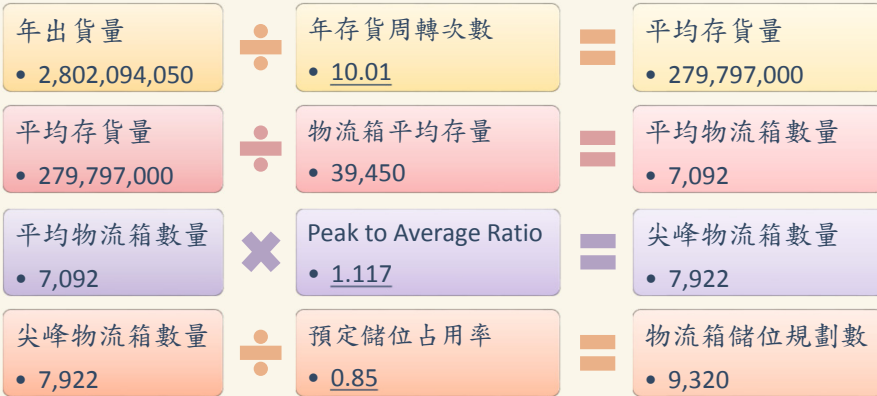 年出貨量
• 2,802,094,050
÷
年存貨周轉次數
• 10.01
=
平均存貨量
• 279,797,000
平均存貨量
• 279,797,000
÷
物流箱平均存量
• 39,450
=
平均物流箱數量
• 7,092
平均物流箱數量
• 7,092
×
Peak to Average Ratio
• 1.117
=
尖峰物流箱數量
• 7,922
尖峰物流箱數量
• 7,922
÷
預定儲位占用率
• 0.85
=
物流箱儲位規劃數
• 9,320